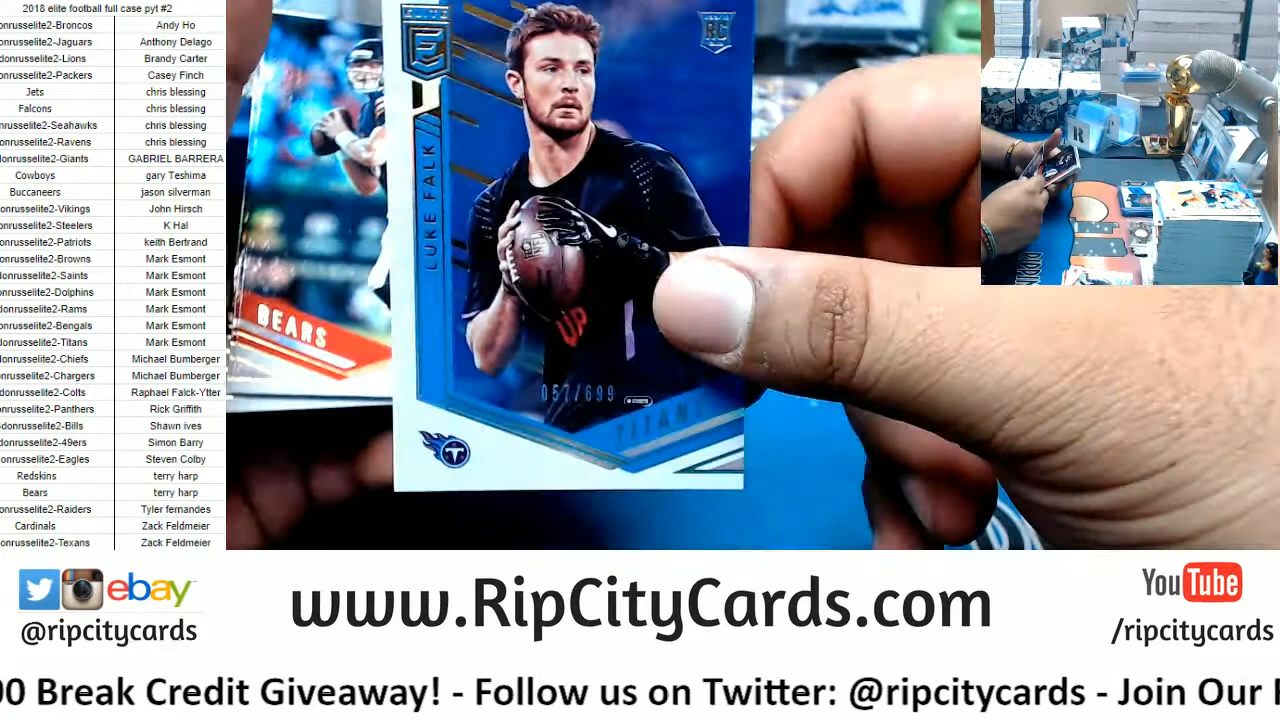 2018 elite football full case pyt #2
onrusselite2-Broncos Andy Ho
onrusselite2-Jaguars Anthony Delago
donrusselite2-Lions Brandy Carter
onrusselite2-Packers Casey Finch
Jets chris blessing
Falcons chris blessing
nrusselite2-Seahawks chris blessing
onrusselite2-Ravens chris blessing
lonrusselite2-Giants GABRIEL BARRERA
Cowboys gary Teshima
Buccaneers jason silverman
onrusselite2-Vikings John Hirsch
onrusselite2-Steelers K Hal
onrusselite2-Patriots keith Bertrand
onrusselite2-Browns Mark Esmont
onrusselite2-Saints Mark Esmont
onrusselite2-Dolphins Mark Esmont
donrusselite2-Rams Mark Esmont
onrusselite2-Bengals Mark Esmont
donrusselite2-Titans Mark Esmont
onrusselite2-Chiefs Michael Bumberger
onrusselite2-Chargers Michael Bumberger
donrusselite2-Colts Raphael Falck-Ytter
onrusselite2-Panthers Rick Griffith
donrusselite2-Bills Shawn ives
donrusselite2-49ers Simon Barry
onrusselite2-Eagles Steven Colby
Redskins terry harp
Bears terry harp
onrusselite2-Raiders Tyler fernandes
Cardinals Zack Feldmeier
onrusselite2-Texans Zack Feldmeier
ELITE
E
RC
LUKE FALK
UP
057/699
TITANS
T
BEARS
R
ebay
@ripcitycards
www.RipCityCards.com
YouTube
/ripcitycards
00 Break Credit Giveaway! - Follow us on Twitter: @ripcitycards - Join Our